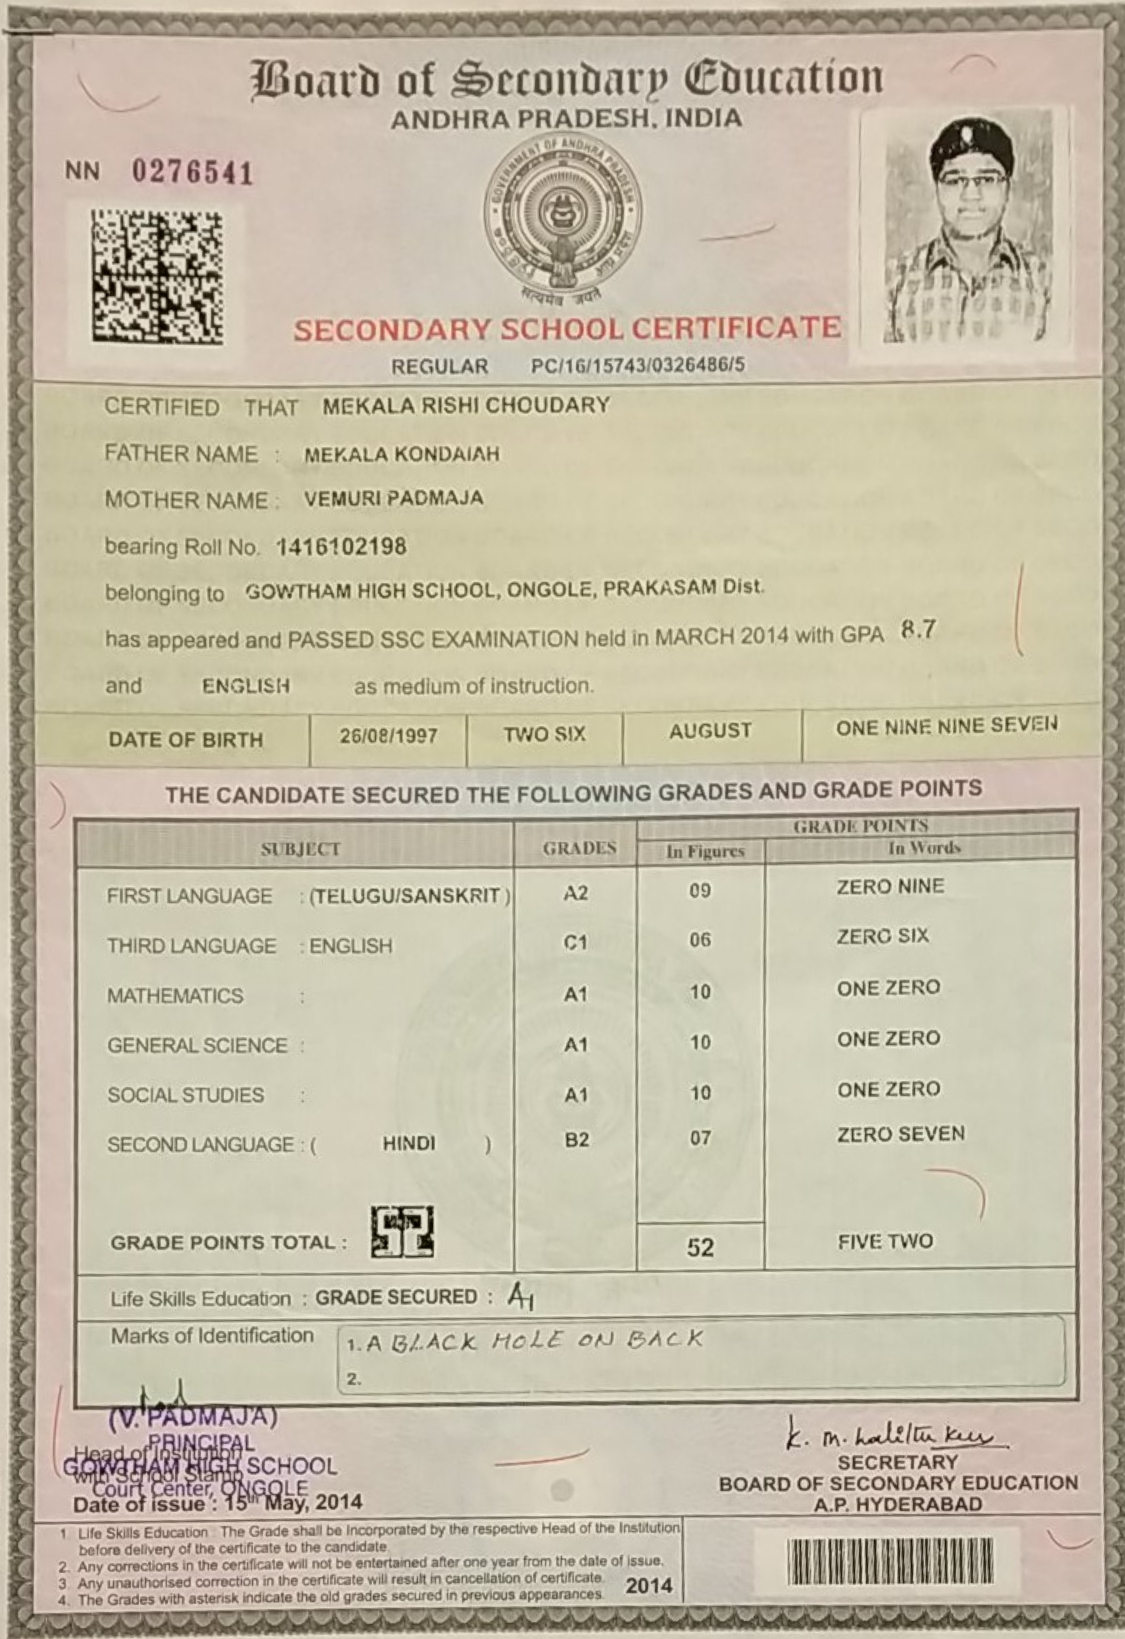 Board of Secondary Education
ANDHRA PRADESH, INDIA
NN 0276541
GOVERNMENT OF ANDHRA PRADESH
सत्यमेव जयते
SECONDARY SCHOOL CERTIFICATE
REGULAR PC/16/15743/0326486/5
CERTIFIED THAT MEKALA RISHI CHOUDARY
FATHER NAME : MEKALA KONDAIAH
MOTHER NAME : VEMURI PADMAJA
bearing Roll No. 1416102198
belonging to GOWTHAM HIGH SCHOOL, ONGOLE, PRAKASAM Dist.
has appeared and PASSED SSC EXAMINATION held in MARCH 2014 with GPA 8.7
and ENGLISH as medium of instruction.
DATE OF BIRTH 26/08/1997 TWO SIX AUGUST ONE NINE NINE SEVEN
THE CANDIDATE SECURED THE FOLLOWING GRADES AND GRADE POINTS
SUBJECT GRADES GRADE POINTS
In Figures In Words
FIRST LANGUAGE : (TELUGU/SANSKRIT ) A2 09 ZERO NINE
THIRD LANGUAGE : ENGLISH C1 06 ZERO SIX
MATHEMATICS : A1 10 ONE ZERO
GENERAL SCIENCE : A1 10 ONE ZERO
SOCIAL STUDIES : A1 10 ONE ZERO
SECOND LANGUAGE : ( HINDI ) B2 07 ZERO SEVEN
GRADE POINTS TOTAL : 52 FIVE TWO
Life Skills Education : GRADE SECURED : A1
Marks of Identification 1. A BLACK MOLE ON BACK
2.
(V. PADMAJA)
PRINCIPAL
Head of Institution
GOWTHAM HIGH SCHOOL
with School Stamp
Court Center, ONGOLE
Date of issue : 15th May, 2014
SECRETARY
BOARD OF SECONDARY EDUCATION
A.P. HYDERABAD
1. Life Skills Education : The Grade shall be Incorporated by the respective Head of the Institution
before delivery of the certificate to the candidate.
2. Any corrections in the certificate will not be entertained after one year from the date of issue.
3. Any unauthorised correction in the certificate will result in cancellation of certificate.
4. The Grades with asterisk indicate the old grades secured in previous appearances.
2014